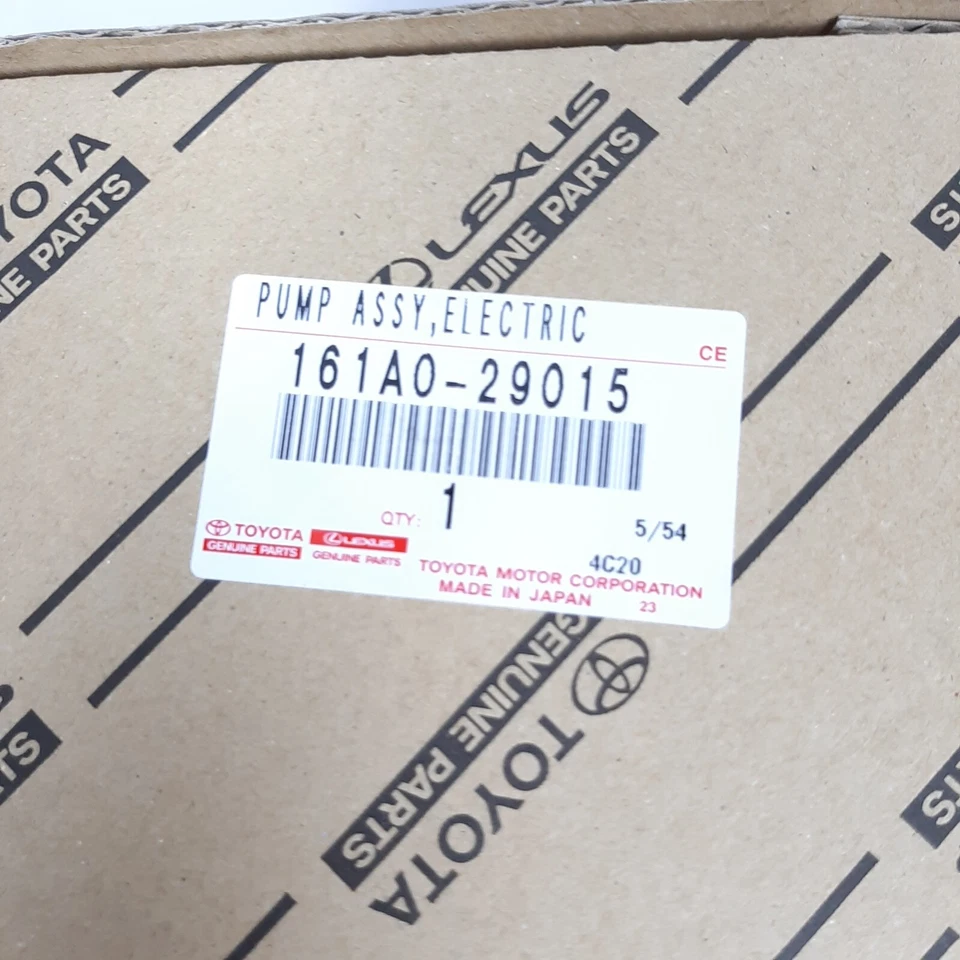 TOYOTA
GENUINE PARTS
LEXUS
GENUINE PARTS
PUMP ASSY,ELECTRIC
CE
161A0-29015
QTY: 1
5/54
TOYOTA
GENUINE PARTS
LEXUS
GENUINE PARTS
4C20
TOYOTA MOTOR CORPORATION
MADE IN JAPAN 23
GENUINE PARTS
TOYOTA